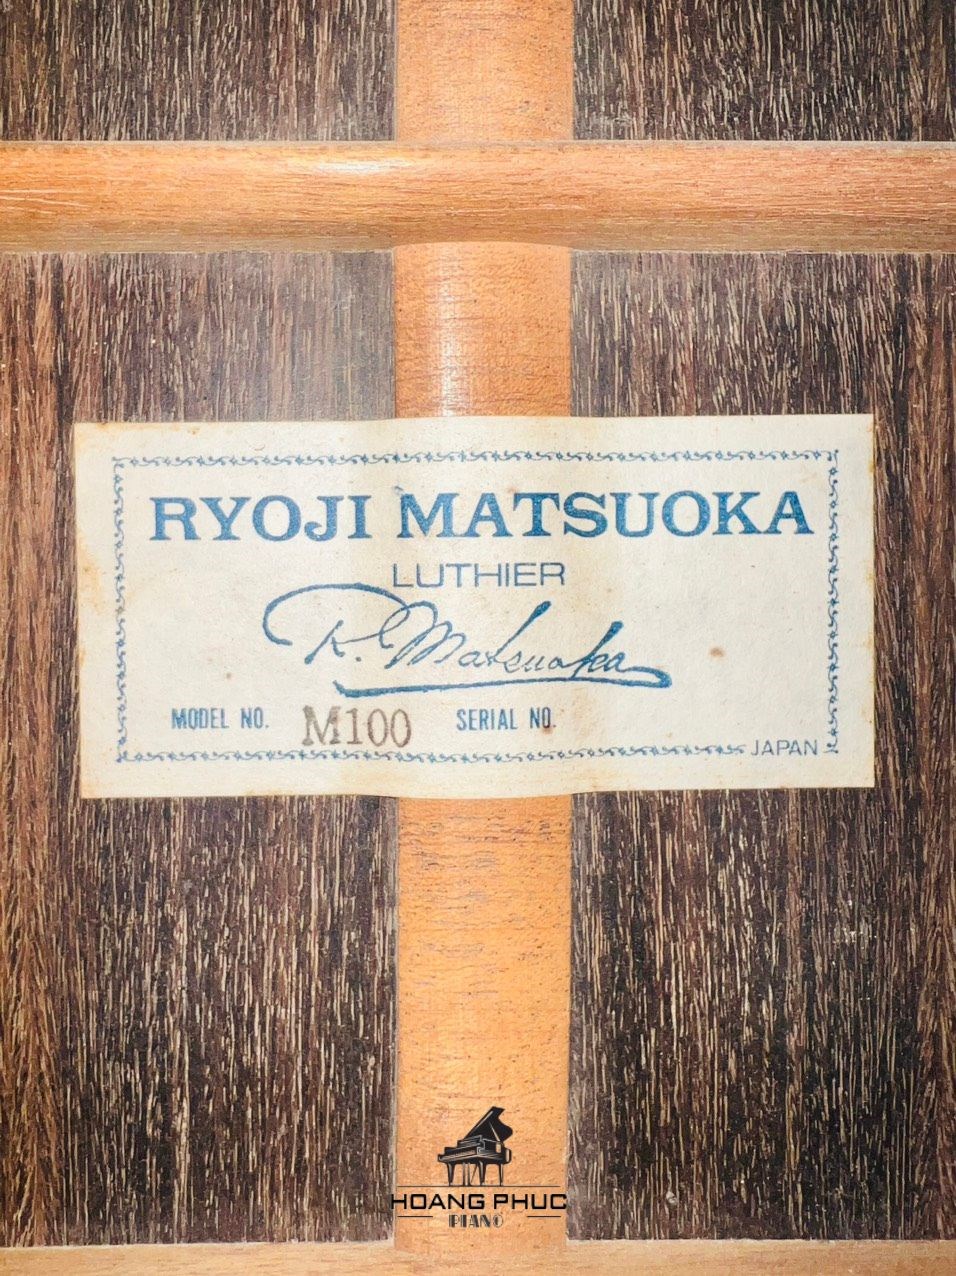 RYOJI MATSUOKA
LUTHIER
R. Matsuoka
MODEL NO. M100 SERIAL NO.
JAPAN
HOANG PHUC
PIANO